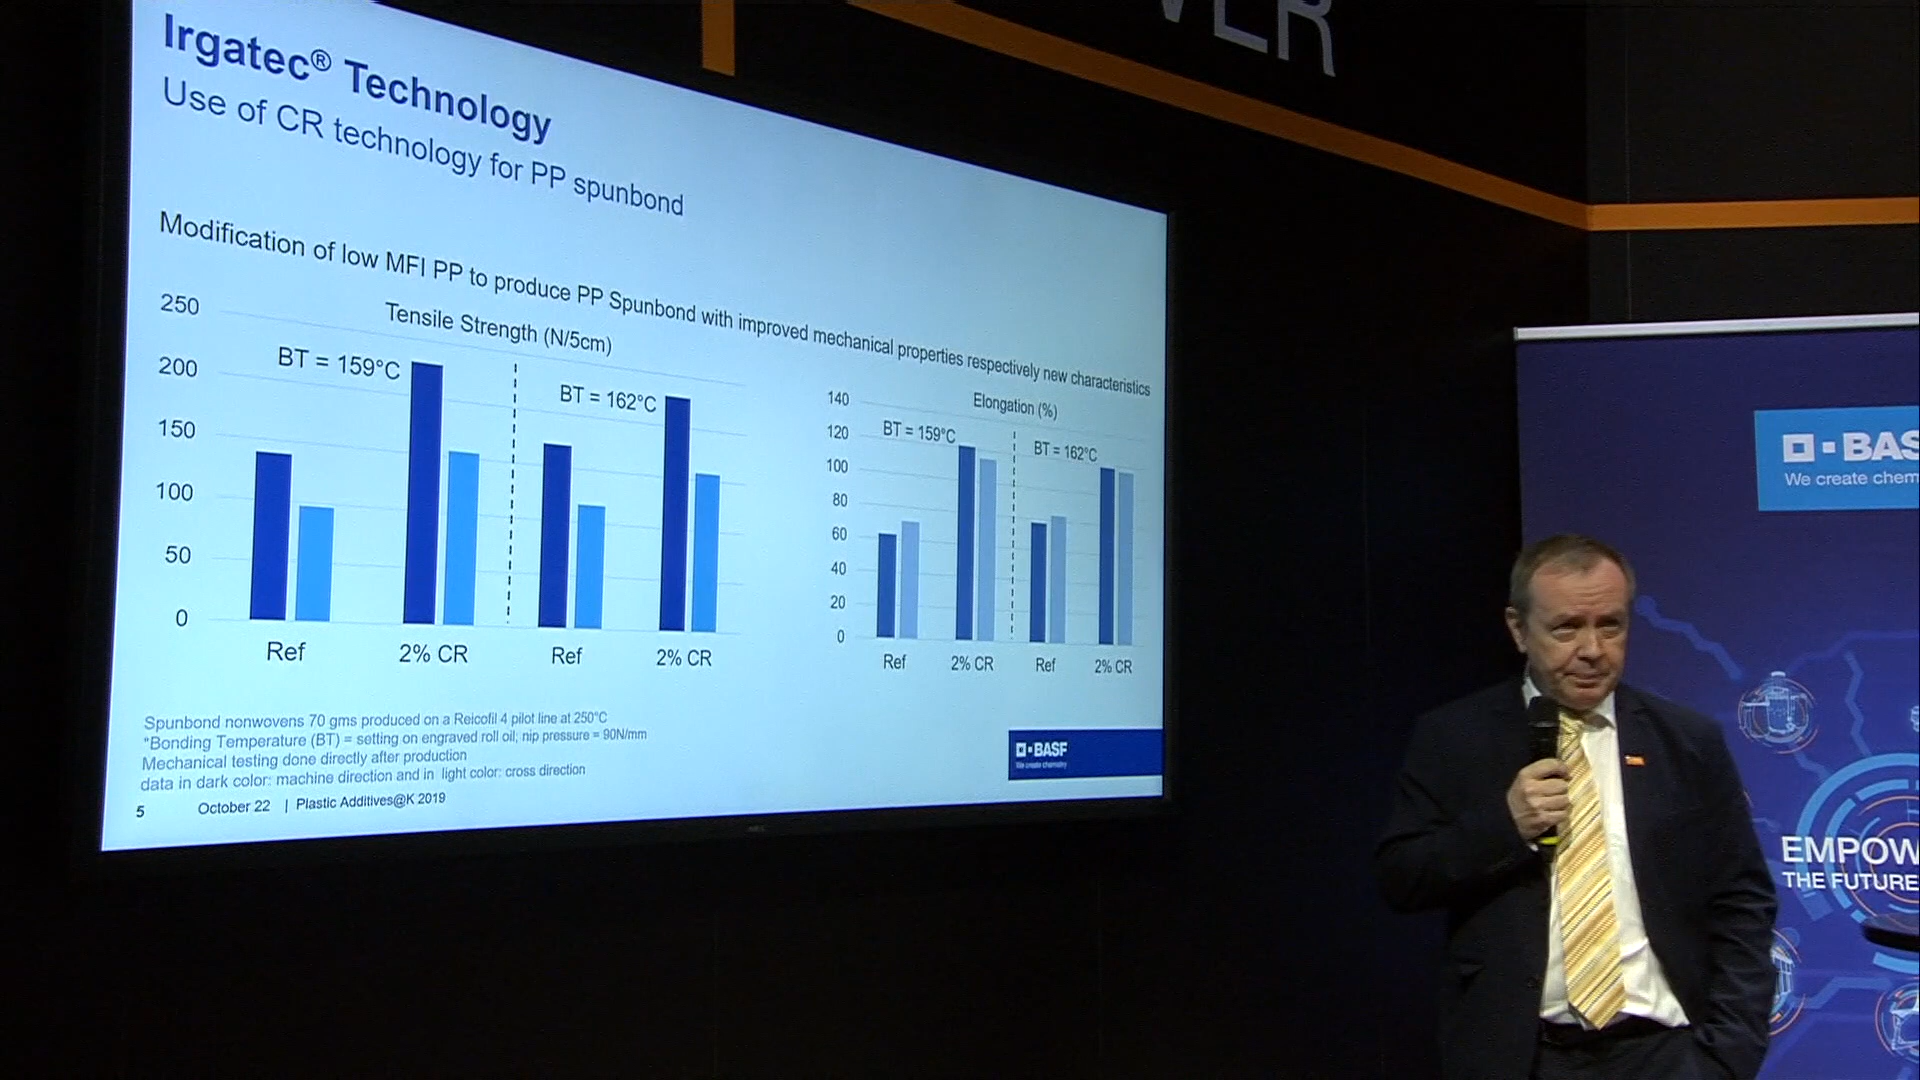 Irgatec® Technology
Use of CR technology for PP spunbond
Modification of low MFI PP to produce PP Spunbond with improved mechanical properties respectively new characteristics
Tensile Strength (N/5cm)
250
200
150
100
50
0
BT = 159°C
BT = 162°C
Ref
2% CR
Ref
2% CR
Elongation (%)
140
120
100
80
60
40
20
0
BT = 159°C
BT = 162°C
Ref
2% CR
Ref
2% CR
Spunbond nonwovens 70 gms produced on a Reicofil 4 pilot line at 250°C
*Bonding Temperature (BT) = setting on engraved roll oil; nip pressure = 90N/mm
Mechanical testing done directly after production
data in dark color: machine direction and in light color: cross direction
5 October 22 | Plastic Additives@K 2019
BASF
We create chemistry
BAS
We create chem
EMPOW
THE FUTURE